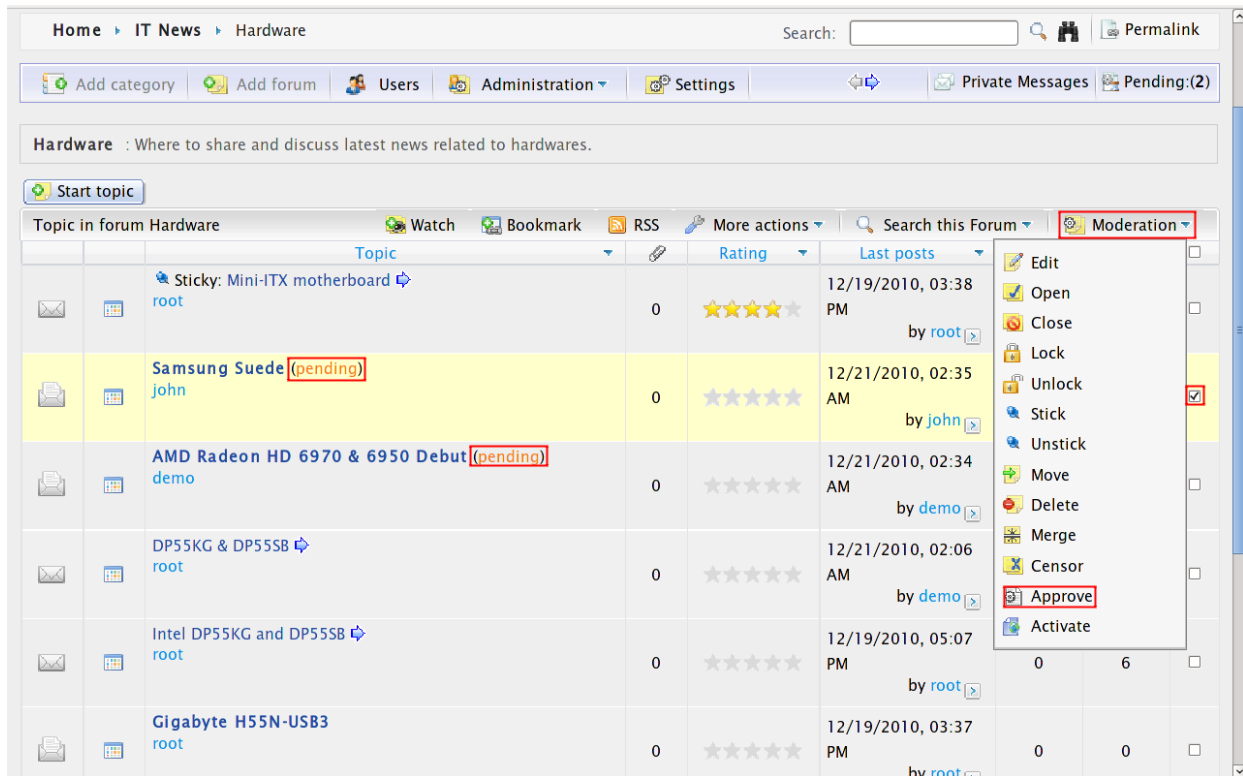 Home IT News Hardware Search: Permalink
Add category Add forum Users Administration Settings Private Messages Pending:(2)
Hardware : Where to share and discuss latest news related to hardwares.
Start topic
Topic in forum Hardware Watch Bookmark RSS More actions Search this Forum Moderation
Topic Rating Last posts
Edit
Open
Close
Lock
Unlock
Stick
Unstick
Move
Delete
Merge
Censor
Approve
Activate
Sticky: Mini-ITX motherboard
root
0
12/19/2010, 03:38
PM
by root
Samsung Suede (pending)
john
0
12/21/2010, 02:35
AM
by john
AMD Radeon HD 6970 & 6950 Debut (pending)
demo
0
12/21/2010, 02:34
AM
by demo
DP55KG & DP55SB
root
0
12/21/2010, 02:06
AM
by demo
Intel DP55KG and DP55SB
root
0
12/19/2010, 05:07
PM
by root
0 6
Gigabyte H55N-USB3
root
0
12/19/2010, 03:37
PM
by root
0 0